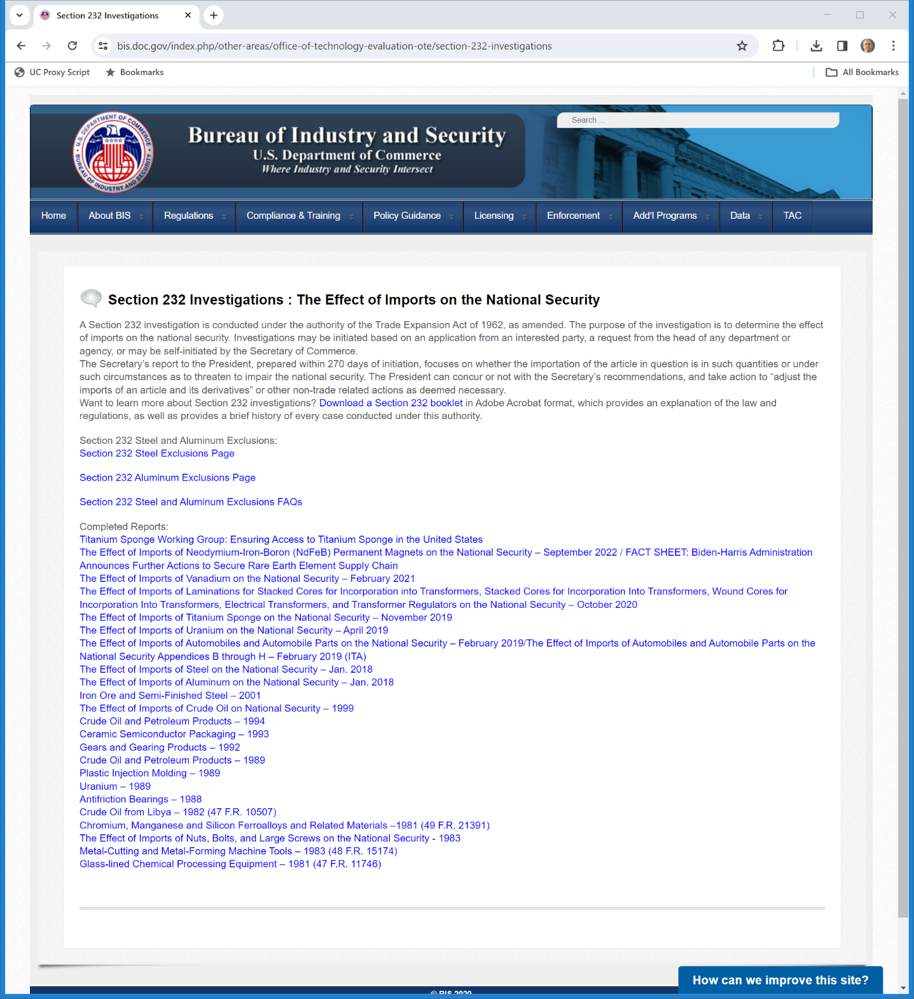 Section 232 Investigations
bis.doc.gov/index.php/other-areas/office-of-technology-evaluation-ote/section-232-investigations
UC Proxy Script
Bookmarks
All Bookmarks
U.S. DEPARTMENT OF COMMERCE
BUREAU OF INDUSTRY AND SECURITY
Bureau of Industry and Security
U.S. Department of Commerce
Where Industry and Security Intersect
Search ...
Home
About BIS
Regulations
Compliance & Training
Policy Guidance
Licensing
Enforcement
Add'l Programs
Data
TAC
Section 232 Investigations : The Effect of Imports on the National Security
A Section 232 investigation is conducted under the authority of the Trade Expansion Act of 1962, as amended. The purpose of the investigation is to determine the effect
of imports on the national security. Investigations may be initiated based on an application from an interested party, a request from the head of any department or
agency, or may be self-initiated by the Secretary of Commerce.
The Secretary's report to the President, prepared within 270 days of initiation, focuses on whether the importation of the article in question is in such quantities or under
such circumstances as to threaten to impair the national security. The President can concur or not with the Secretary's recommendations, and take action to “adjust the
imports of an article and its derivatives” or other non-trade related actions as deemed necessary.
Want to learn more about Section 232 investigations? Download a Section 232 booklet in Adobe Acrobat format, which provides an explanation of the law and
regulations, as well as provides a brief history of every case conducted under this authority.
Section 232 Steel and Aluminum Exclusions:
Section 232 Steel Exclusions Page
Section 232 Aluminum Exclusions Page
Section 232 Steel and Aluminum Exclusions FAQs
Completed Reports:
Titanium Sponge Working Group: Ensuring Access to Titanium Sponge in the United States
The Effect of Imports of Neodymium-Iron-Boron (NdFeB) Permanent Magnets on the National Security – September 2022 / FACT SHEET: Biden-Harris Administration
Announces Further Actions to Secure Rare Earth Element Supply Chain
The Effect of Imports of Vanadium on the National Security – February 2021
The Effect of Imports of Laminations for Stacked Cores for Incorporation into Transformers, Stacked Cores for Incorporation Into Transformers, Wound Cores for
Incorporation Into Transformers, Electrical Transformers, and Transformer Regulators on the National Security – October 2020
The Effect of Imports of Titanium Sponge on the National Security – November 2019
The Effect of Imports of Uranium on the National Security – April 2019
The Effect of Imports of Automobiles and Automobile Parts on the National Security – February 2019/The Effect of Imports of Automobiles and Automobile Parts on the
National Security Appendices B through H – February 2019 (ITA)
The Effect of Imports of Steel on the National Security – Jan. 2018
The Effect of Imports of Aluminum on the National Security – Jan. 2018
Iron Ore and Semi-Finished Steel – 2001
The Effect of Imports of Crude Oil on National Security – 1999
Crude Oil and Petroleum Products – 1994
Ceramic Semiconductor Packaging – 1993
Gears and Gearing Products – 1992
Crude Oil and Petroleum Products – 1989
Plastic Injection Molding – 1989
Uranium – 1989
Antifriction Bearings – 1988
Crude Oil from Libya – 1982 (47 F.R. 10507)
Chromium, Manganese and Silicon Ferroalloys and Related Materials –1981 (49 F.R. 21391)
The Effect of Imports of Nuts, Bolts, and Large Screws on the National Security - 1983
Metal-Cutting and Metal-Forming Machine Tools – 1983 (48 F.R. 15174)
Glass-lined Chemical Processing Equipment – 1981 (47 F.R. 11746)
How can we improve this site?
© BIS 2020